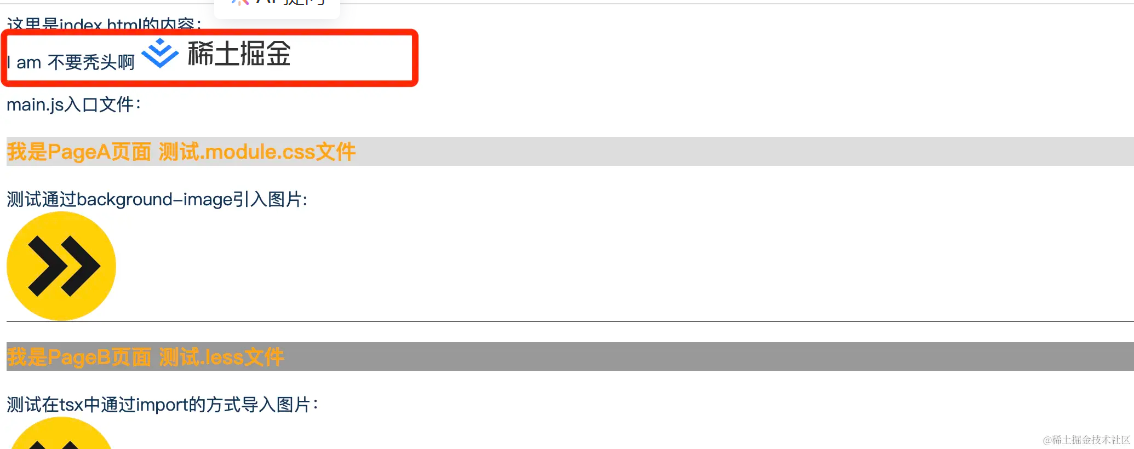 AI提问
这里是index.html的内容：
I am 不要秃头啊 稀土掘金
main.js入口文件：
我是PageA页面 测试.module.css文件
测试通过background-image引入图片:
我是PageB页面 测试.less文件
测试在tsx中通过import的方式导入图片：
@稀土掘金技术社区